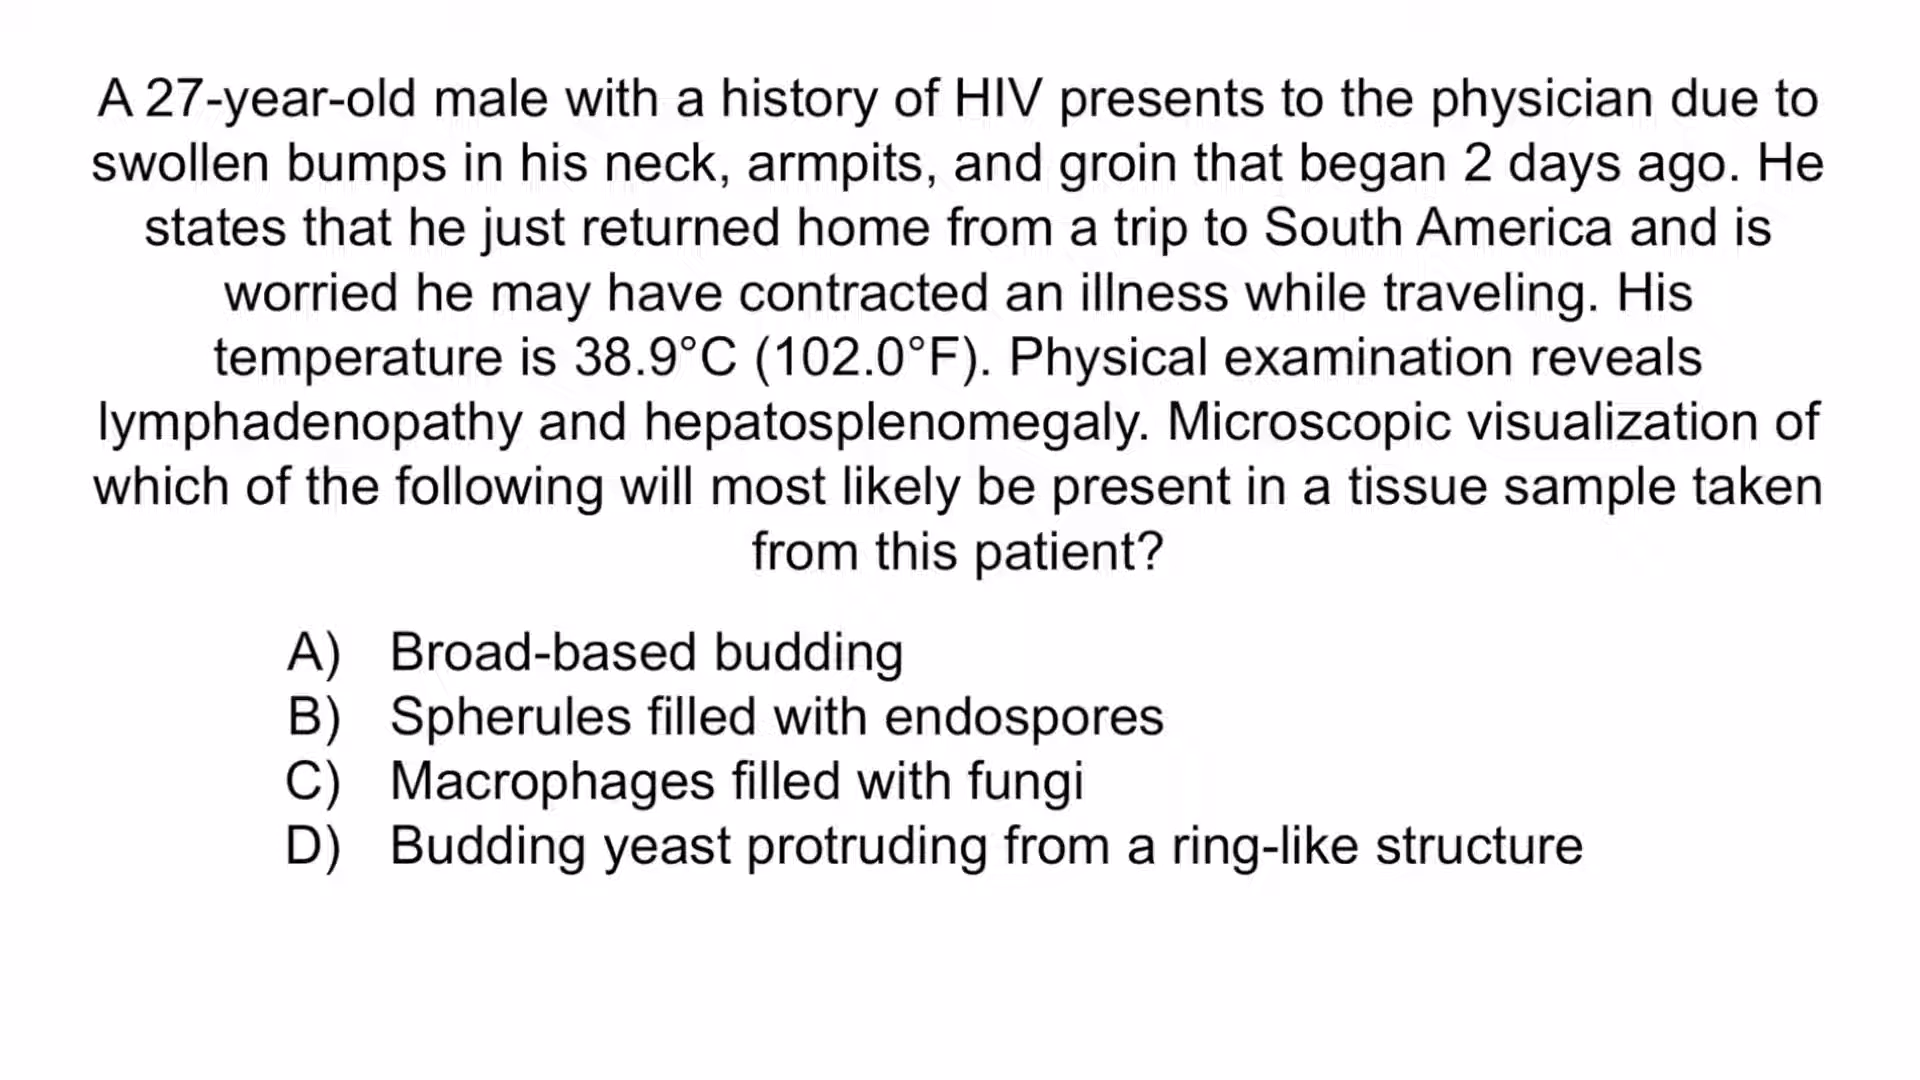 A 27-year-old male with a history of HIV presents to the physician due to
swollen bumps in his neck, armpits, and groin that began 2 days ago. He
states that he just returned home from a trip to South America and is
worried he may have contracted an illness while traveling. His
temperature is 38.9°C (102.0°F). Physical examination reveals
lymphadenopathy and hepatosplenomegaly. Microscopic visualization of
which of the following will most likely be present in a tissue sample taken
from this patient?
A) Broad-based budding
B) Spherules filled with endospores
C) Macrophages filled with fungi
D) Budding yeast protruding from a ring-like structure